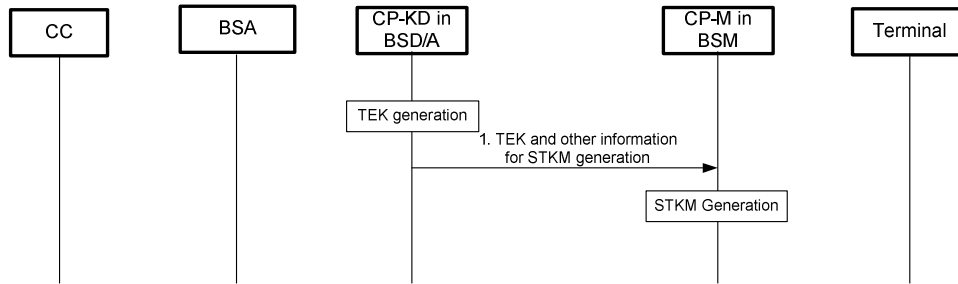 CC
BSA
CP-KD in
BSD/A
CP-M in
BSM
Terminal
TEK generation
1. TEK and other information
for STKM generation
STKM Generation